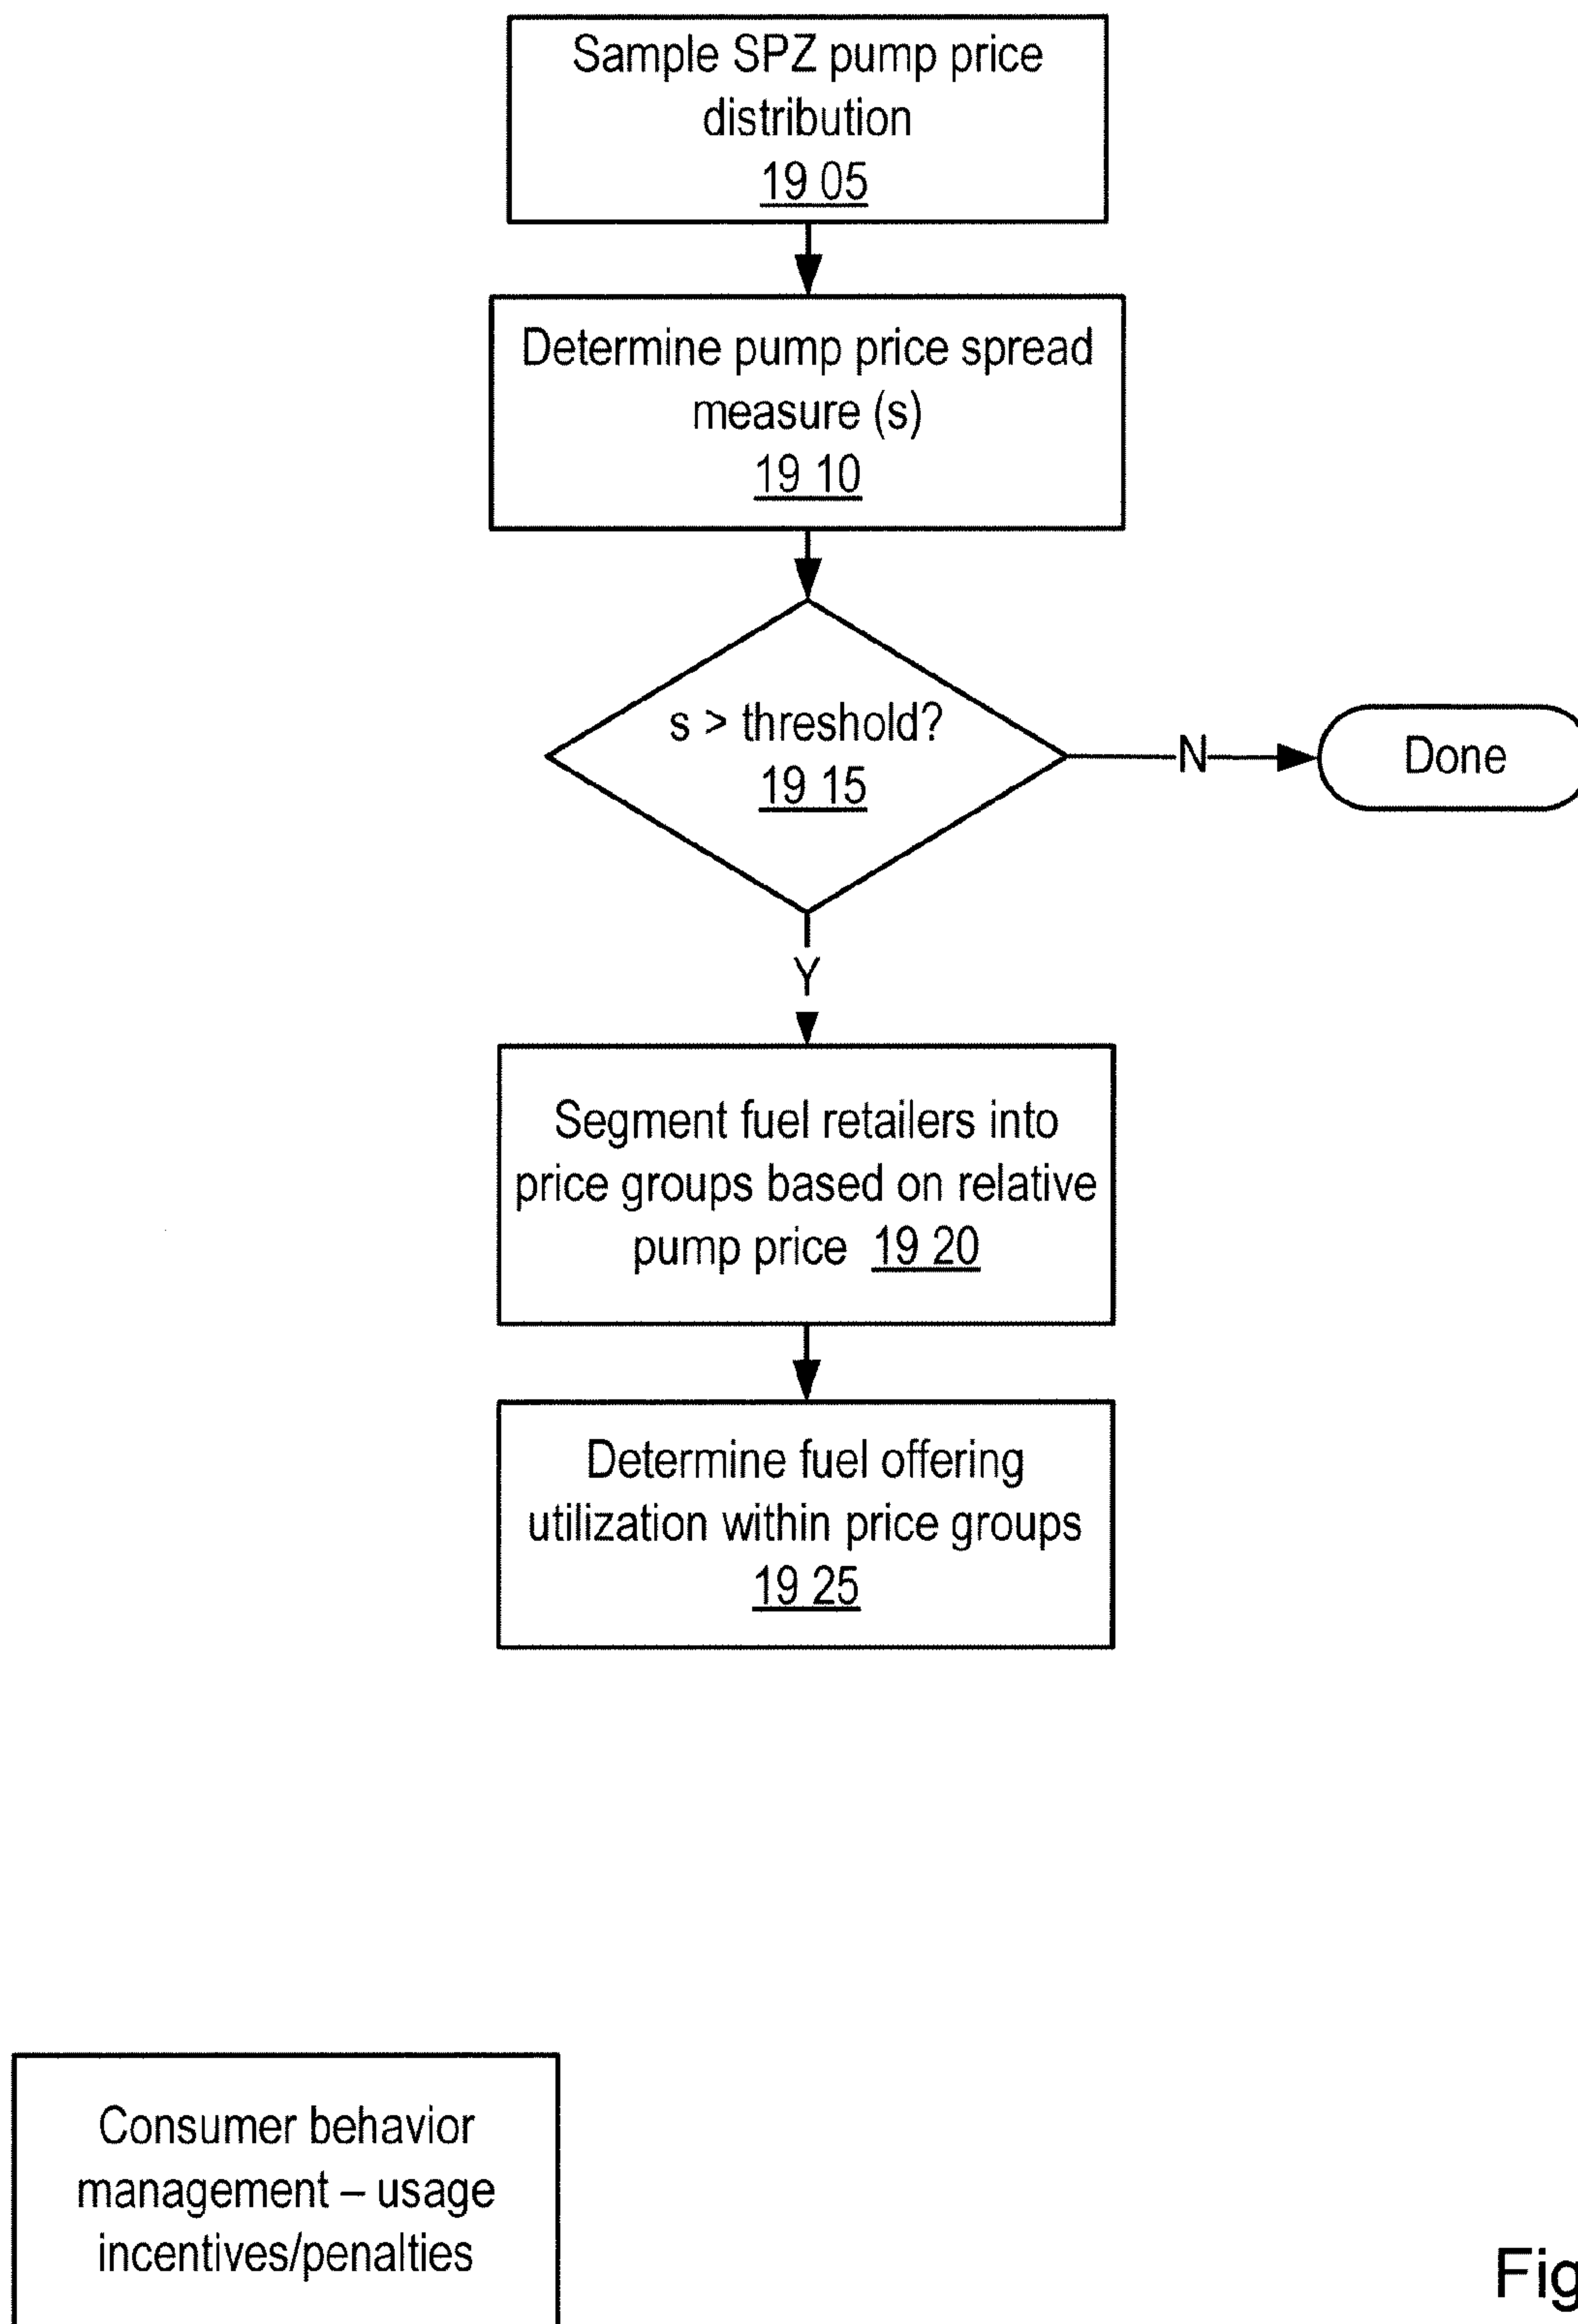 Sample SPZ pump price
distribution
19 05
Determine pump price spread
measure (s)
19 10
s > threshold?
19 15
N
Done
Y
Segment fuel retailers into
price groups based on relative
pump price 19 20
Determine fuel offering
utilization within price groups
19 25
Consumer behavior
management – usage
incentives/penalties
Fig